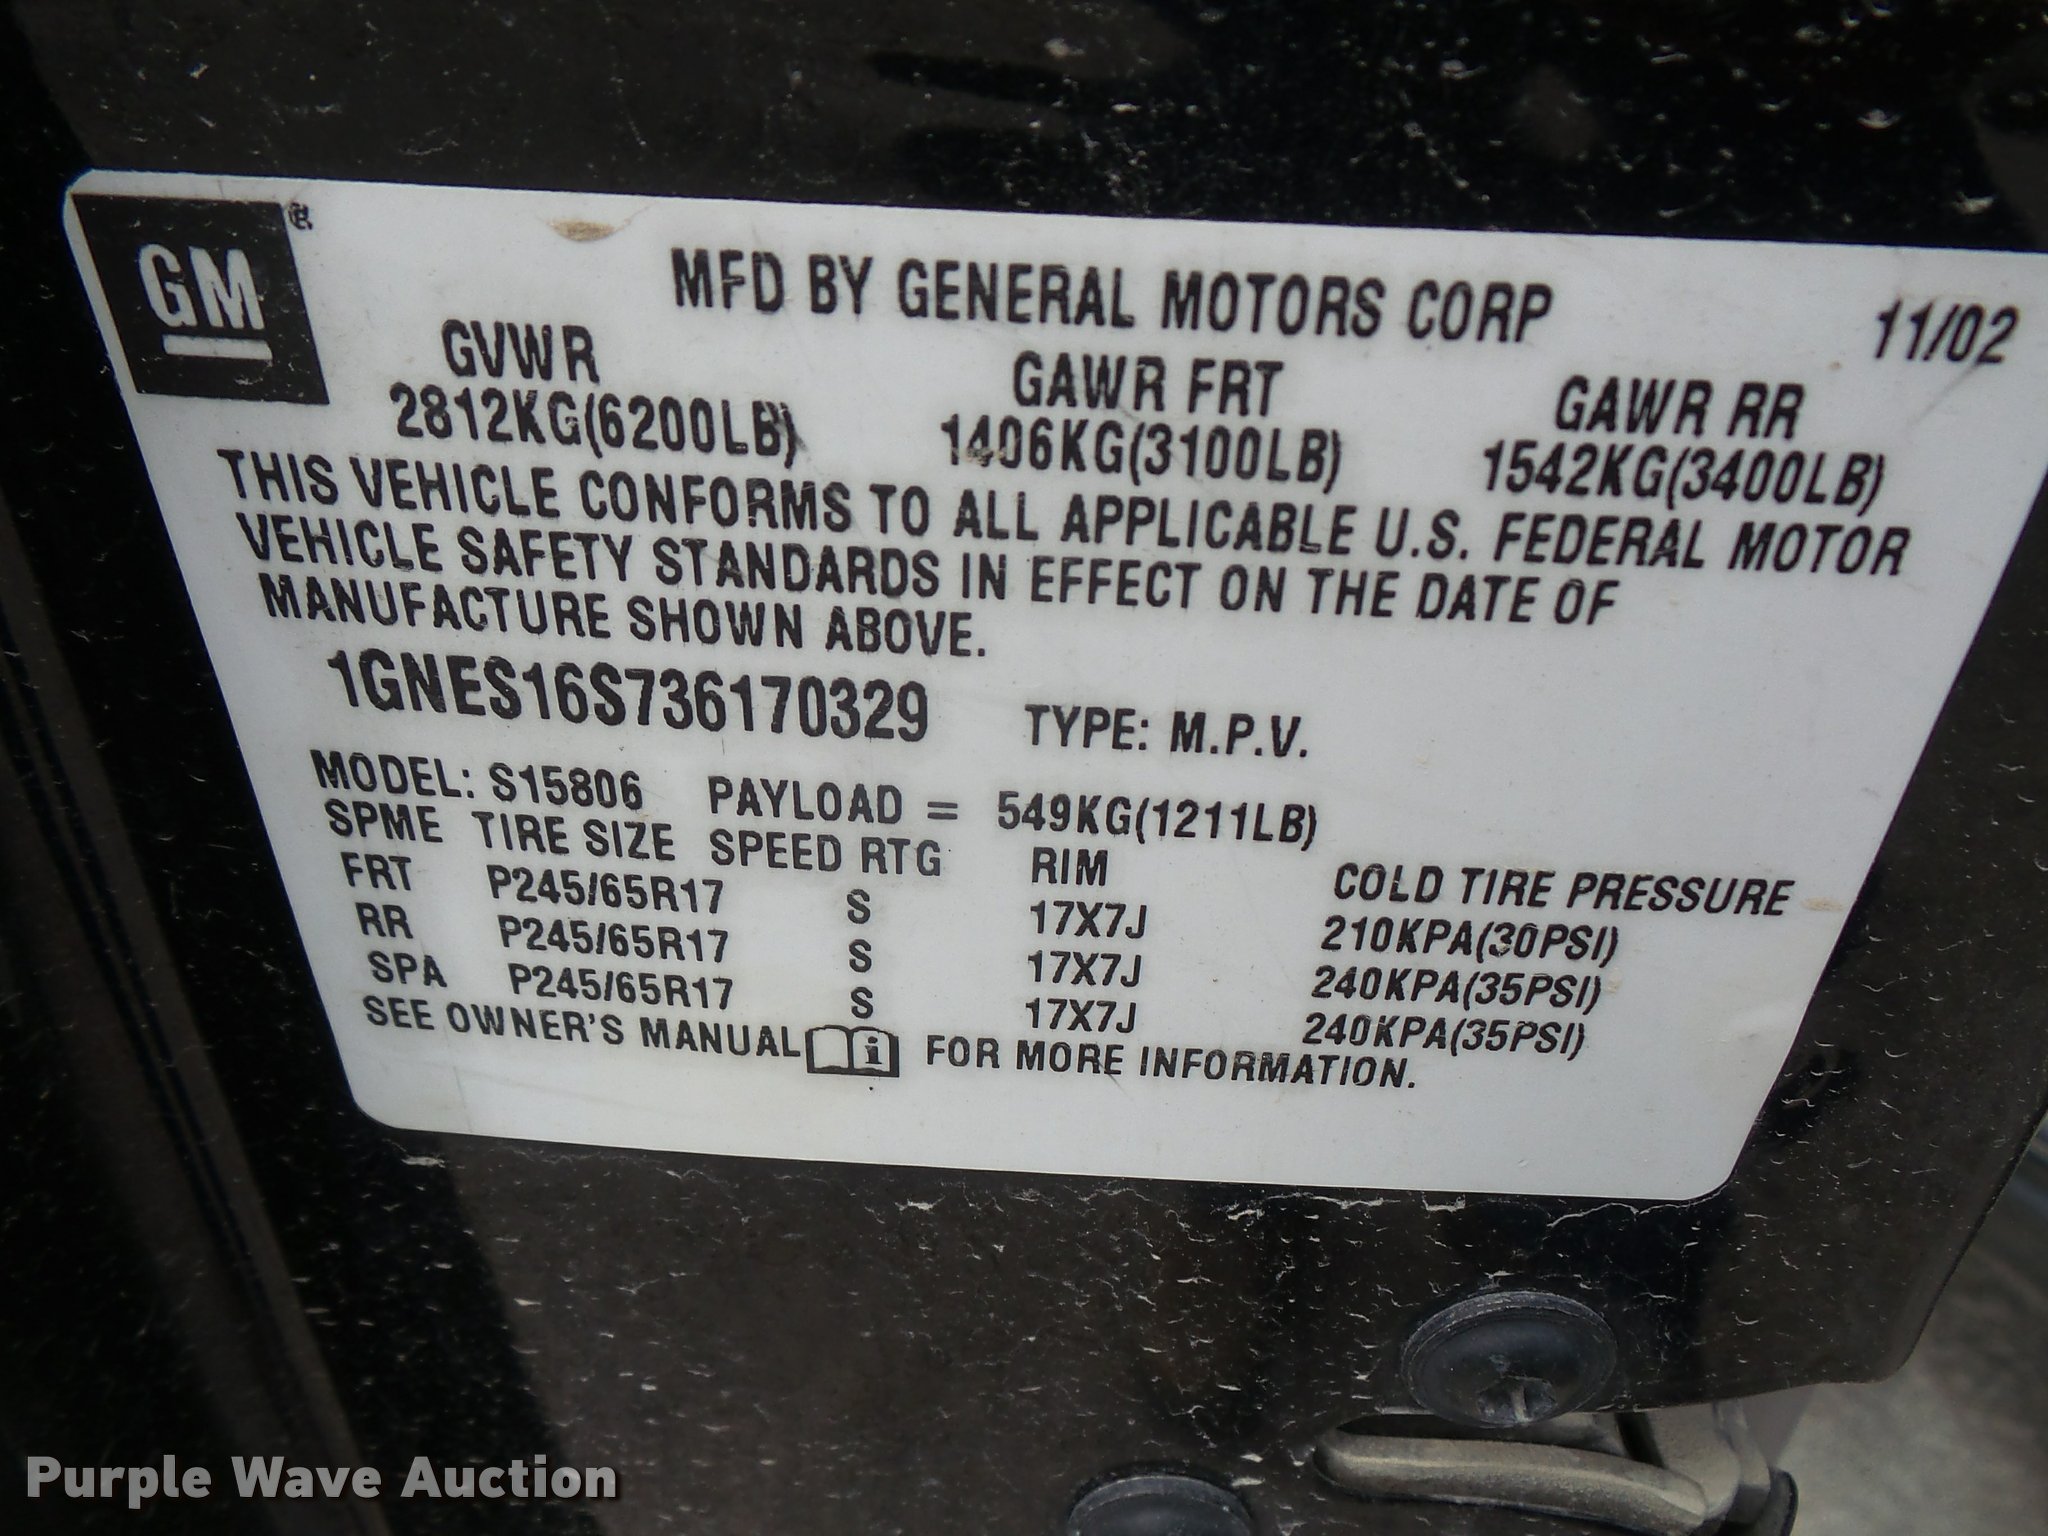 GM®
MFD BY GENERAL MOTORS CORP 11/02
GVWR GAWR FRT GAWR RR
2812KG(6200LB) 1406KG(3100LB) 1542KG(3400LB)
THIS VEHICLE CONFORMS TO ALL APPLICABLE U.S. FEDERAL MOTOR
VEHICLE SAFETY STANDARDS IN EFFECT ON THE DATE OF
MANUFACTURE SHOWN ABOVE.
1GNES16S736170329 TYPE: M.P.V.
MODEL: S15806 PAYLOAD = 549KG(1211LB)
SPME TIRE SIZE SPEED RTG RIM COLD TIRE PRESSURE
FRT P245/65R17 S 17X7J 210KPA(30PSI)
RR P245/65R17 S 17X7J 240KPA(35PSI)
SPA P245/65R17 S 17X7J 240KPA(35PSI)
SEE OWNER'S MANUAL i FOR MORE INFORMATION.
Purple Wave Auction